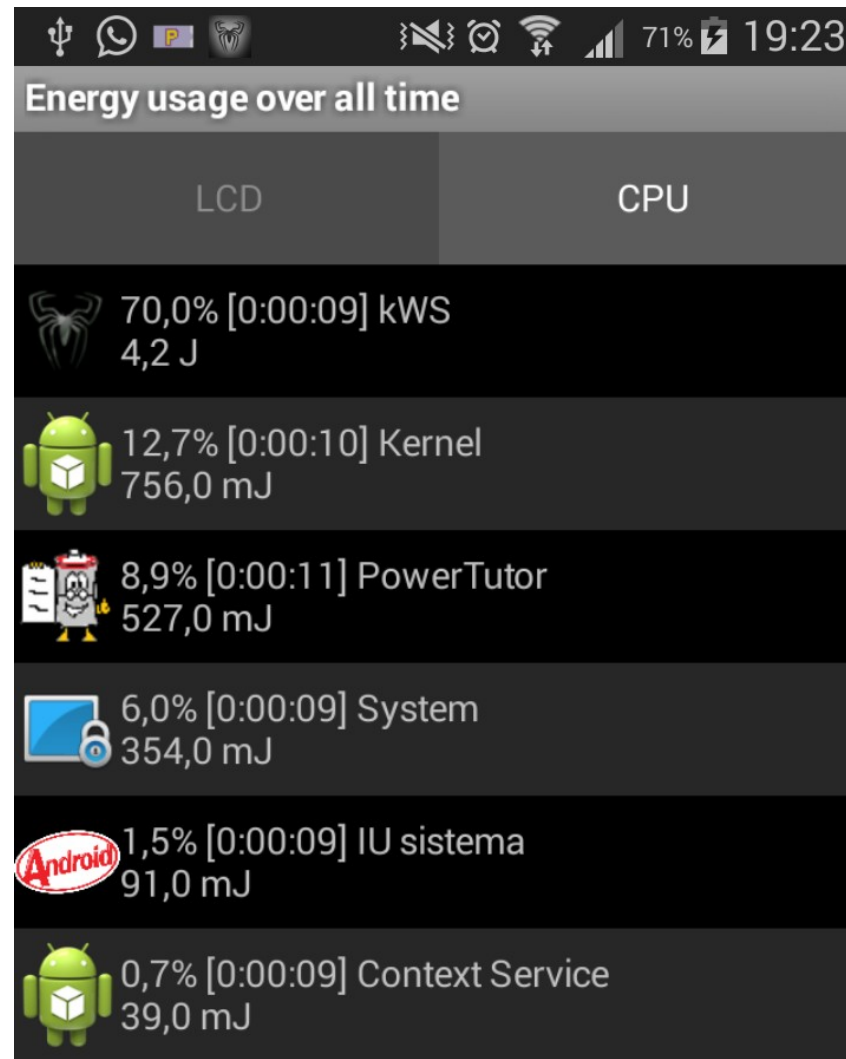 P 71% 19:23
Energy usage over all time
LCD CPU
70,0% [0:00:09] kWS
4,2 J
12,7% [0:00:10] Kernel
756,0 mJ
8,9% [0:00:11] PowerTutor
527,0 mJ
6,0% [0:00:09] System
354,0 mJ
Android
1,5% [0:00:09] IU sistema
91,0 mJ
0,7% [0:00:09] Context Service
39,0 mJ